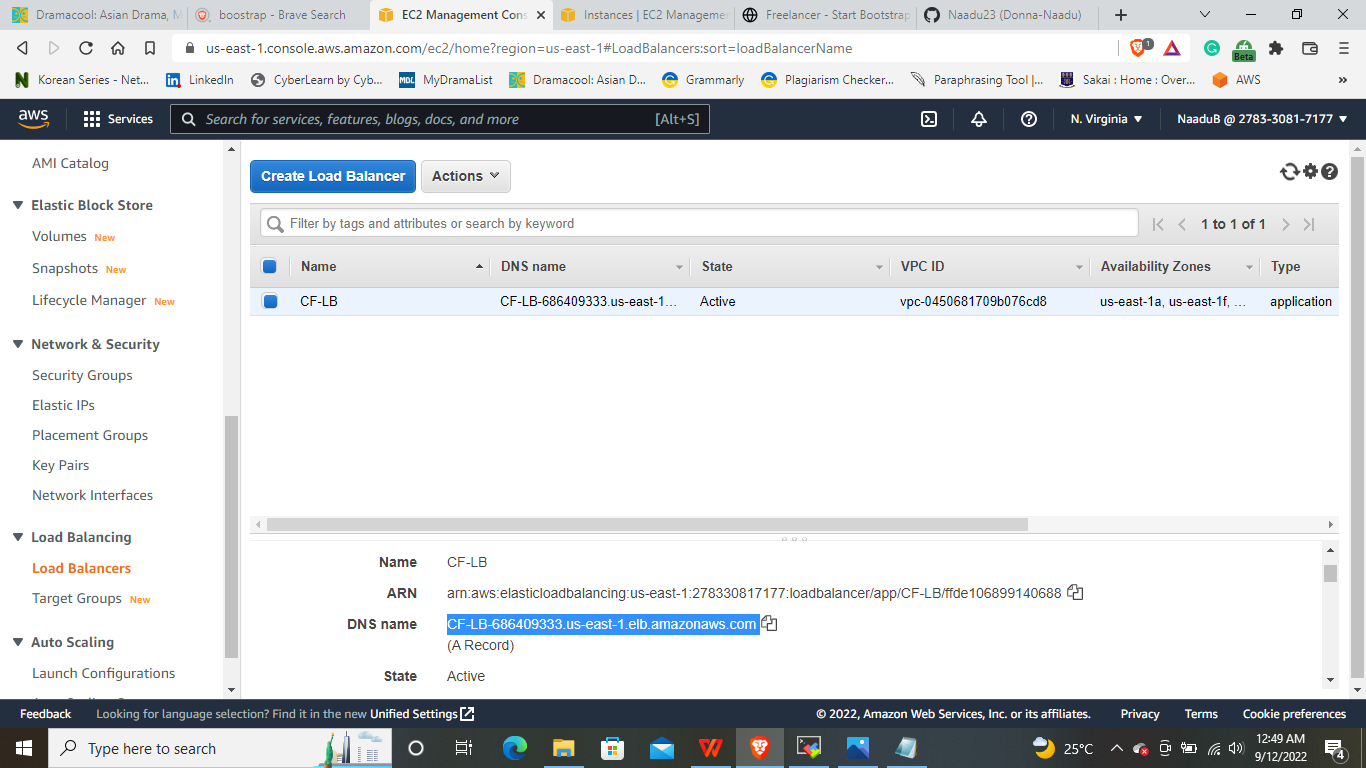 Dramacool: Asian Drama, M
boostrap - Brave Search
EC2 Management Cons
Instances | EC2 Managemen
Freelancer - Start Bootstrap
Naadu23 (Donna-Naadu)
us-east-1.console.aws.amazon.com/ec2/home?region=us-east-1#LoadBalancers:sort=loadBalancerName
1
Beta
Korean Series - Net...
LinkedIn
CyberLearn by Cyb...
MDL MyDramaList
Dramacool: Asian D...
Grammarly
Plagiarism Checker...
Paraphrasing Tool |...
Sakai : Home : Over...
AWS
aws
Services
Search for services, features, blogs, docs, and more
[Alt+S]
N. Virginia
NaaduB @ 2783-3081-7177
AMI Catalog
Elastic Block Store
Volumes New
Snapshots New
Lifecycle Manager New
Network & Security
Security Groups
Elastic IPs
Placement Groups
Key Pairs
Network Interfaces
Load Balancing
Load Balancers
Target Groups New
Auto Scaling
Launch Configurations
Create Load Balancer
Actions
Filter by tags and attributes or search by keyword
1 to 1 of 1
Name
DNS name
State
VPC ID
Availability Zones
Type
CF-LB
CF-LB-686409333.us-east-1...
Active
vpc-0450681709b076cd8
us-east-1a, us-east-1f, ...
application
Name CF-LB
ARN arn:aws:elasticloadbalancing:us-east-1:278330817177:loadbalancer/app/CF-LB/ffde106899140688
DNS name CF-LB-686409333.us-east-1.elb.amazonaws.com
(A Record)
State Active
Feedback
Looking for language selection? Find it in the new Unified Settings
© 2022, Amazon Web Services, Inc. or its affiliates.
Privacy
Terms
Cookie preferences
Type here to search
25°C
12:49 AM
9/12/2022
4